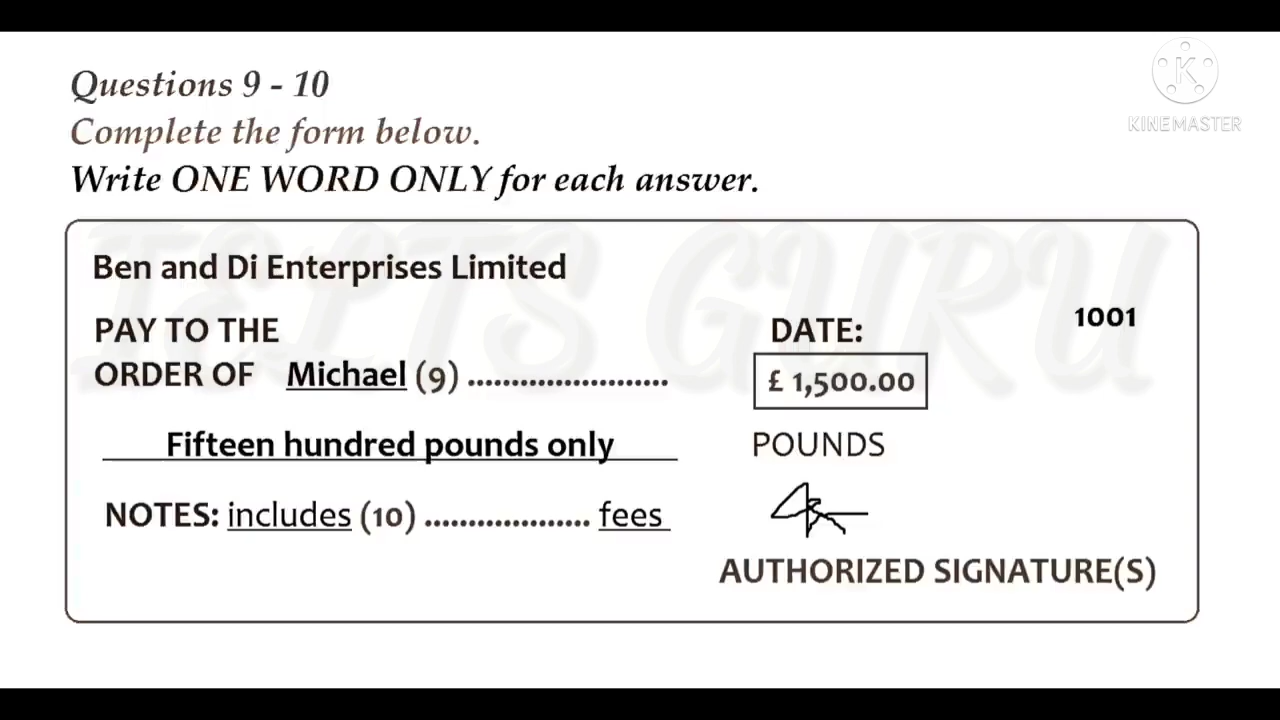 Questions 9 - 10
KINEMASTER
Complete the form below.
Write ONE WORD ONLY for each answer.
IELTS GURU
Ben and Di Enterprises Limited
PAY TO THE
ORDER OF Michael (9) .......................
DATE:
1001
£ 1,500.00
Fifteen hundred pounds only
POUNDS
NOTES: includes (10) ................... fees
AUTHORIZED SIGNATURE(S)